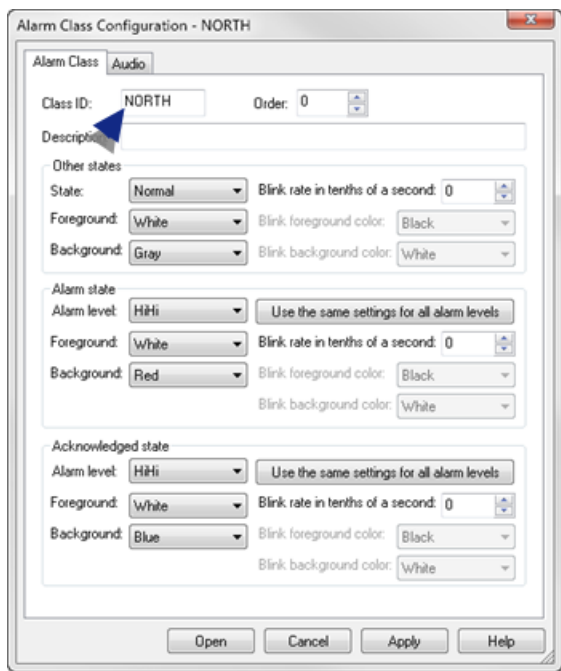 Alarm Class Configuration - NORTH
Alarm Class Audio
Class ID: NORTH Order: 0
Description
Other states
State: Normal Blink rate in tenths of a second: 0
Foreground: White Blink foreground color: Black
Background: Gray Blink background color: White
Alarm state
Alarm level: HiHi Use the same settings for all alarm levels
Foreground: White Blink rate in tenths of a second: 0
Background: Red Blink foreground color: Black
Blink background color: White
Acknowledged state
Alarm level: HiHi Use the same settings for all alarm levels
Foreground: White Blink rate in tenths of a second: 0
Background: Blue Blink foreground color: Black
Blink background color: White
Open Cancel Apply Help